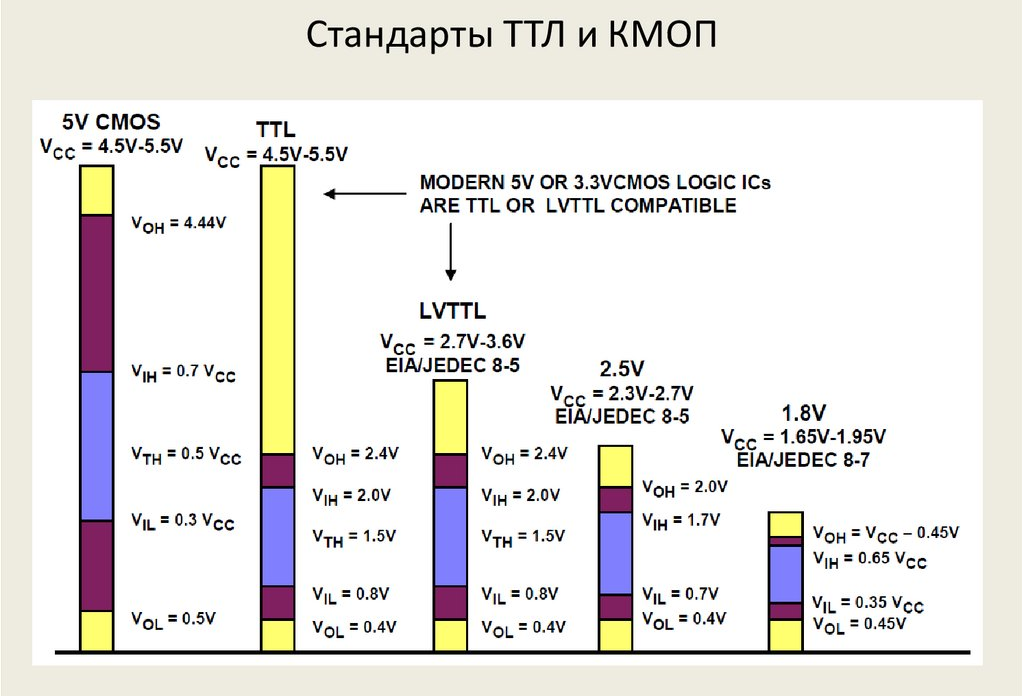 Стандарты ТТЛ и КМОП
5V CMOS
VCC = 4.5V-5.5V
VOH = 4.44V
VIH = 0.7 VCC
VTH = 0.5 VCC
VIL = 0.3 VCC
VOL = 0.5V
TTL
VCC = 4.5V-5.5V
VOH = 2.4V
VIH = 2.0V
VTH = 1.5V
VIL = 0.8V
VOL = 0.4V
MODERN 5V OR 3.3VCMOS LOGIC ICs
ARE TTL OR LVTTL COMPATIBLE
LVTTL
VCC = 2.7V-3.6V
EIA/JEDEC 8-5
VOH = 2.4V
VIH = 2.0V
VTH = 1.5V
VIL = 0.8V
VOL = 0.4V
2.5V
VCC = 2.3V-2.7V
EIA/JEDEC 8-5
VOH = 2.0V
VIH = 1.7V
VIL = 0.7V
VOL = 0.4V
1.8V
VCC = 1.65V-1.95V
EIA/JEDEC 8-7
VOH = VCC – 0.45V
VIH = 0.65 VCC
VIL = 0.35 VCC
VOL = 0.45V